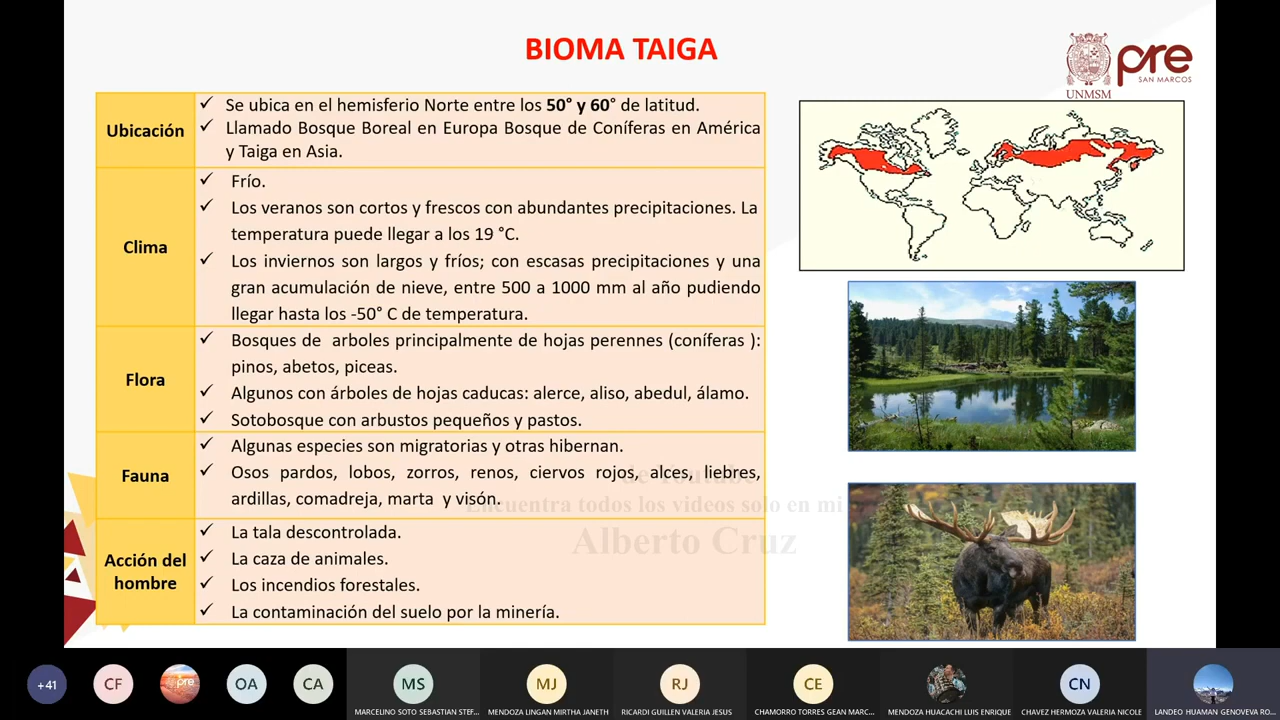 BIOMA TAIGA
pre
SAN MARCOS
UNMSM
Ubicación
✓ Se ubica en el hemisferio Norte entre los 50° y 60° de latitud.
✓ Llamado Bosque Boreal en Europa Bosque de Coníferas en América
y Taiga en Asia.
Clima
✓ Frío.
✓ Los veranos son cortos y frescos con abundantes precipitaciones. La
temperatura puede llegar a los 19 °C.
✓ Los inviernos son largos y fríos; con escasas precipitaciones y una
gran acumulación de nieve, entre 500 a 1000 mm al año pudiendo
llegar hasta los -50° C de temperatura.
Flora
✓ Bosques de arboles principalmente de hojas perennes (coníferas ):
pinos, abetos, piceas.
✓ Algunos con árboles de hojas caducas: alerce, aliso, abedul, álamo.
✓ Sotobosque con arbustos pequeños y pastos.
Fauna
✓ Algunas especies son migratorias y otras hibernan.
✓ Osos pardos, lobos, zorros, renos, ciervos rojos, alces, liebres,
ardillas, comadreja, marta y visón.
Acción del
hombre
✓ La tala descontrolada.
✓ La caza de animales.
✓ Los incendios forestales.
✓ La contaminación del suelo por la minería.
de Youtube
Encuentra todos los videos solo en mi
Alberto Cruz
+41
CF
pre
OA
CA
MS
MJ
RJ
CE
CN
MARCELINO SOTO SEBASTIAN STEF...
MENDOZA LINGAN MIRTHA JANETH
RICARDI GUILLEN VALERIA JESUS
CHAMORRO TORRES GEAN MARC...
MENDOZA HUACACHI LUIS ENRIQUE
CHAVEZ HERMOZA VALERIA NICOLE
LANDEO HUAMAN GENOVEVA RO...